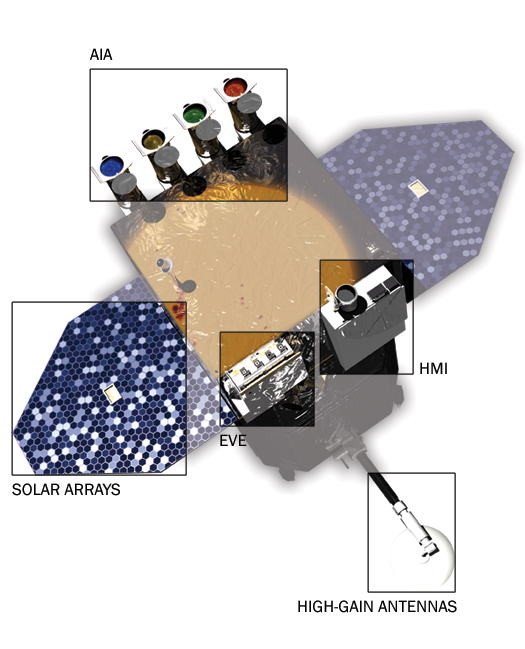 AIA
HMI
EVE
SOLAR ARRAYS
HIGH-GAIN ANTENNAS